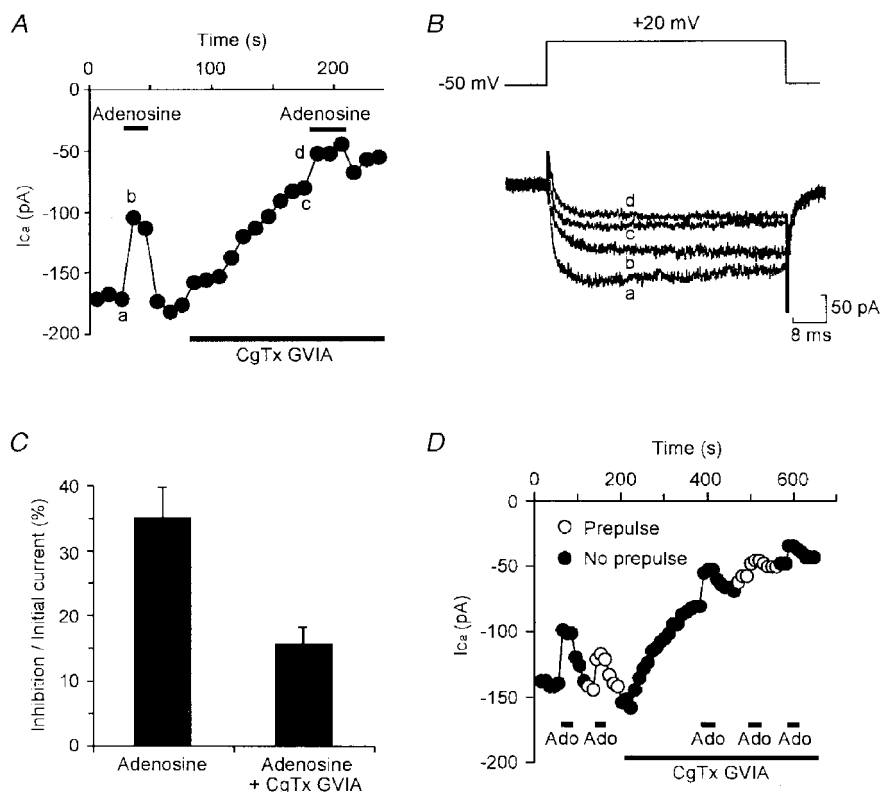 A
Time (s)
0 100 200
0
-50
-100
-150
-200
ICa (pA)
Adenosine
Adenosine
a
b
c
d
CgTx GVIA
B
+20 mV
-50 mV
d
c
b
a
50 pA
8 ms
C
Inhibition / Initial current (%)
40
35
30
20
10
0
Adenosine
Adenosine
+ CgTx GVIA
D
Time (s)
0 200 400 600
0
-50
-100
-150
-200
ICa (pA)
Prepulse
No prepulse
Ado Ado Ado Ado Ado
CgTx GVIA